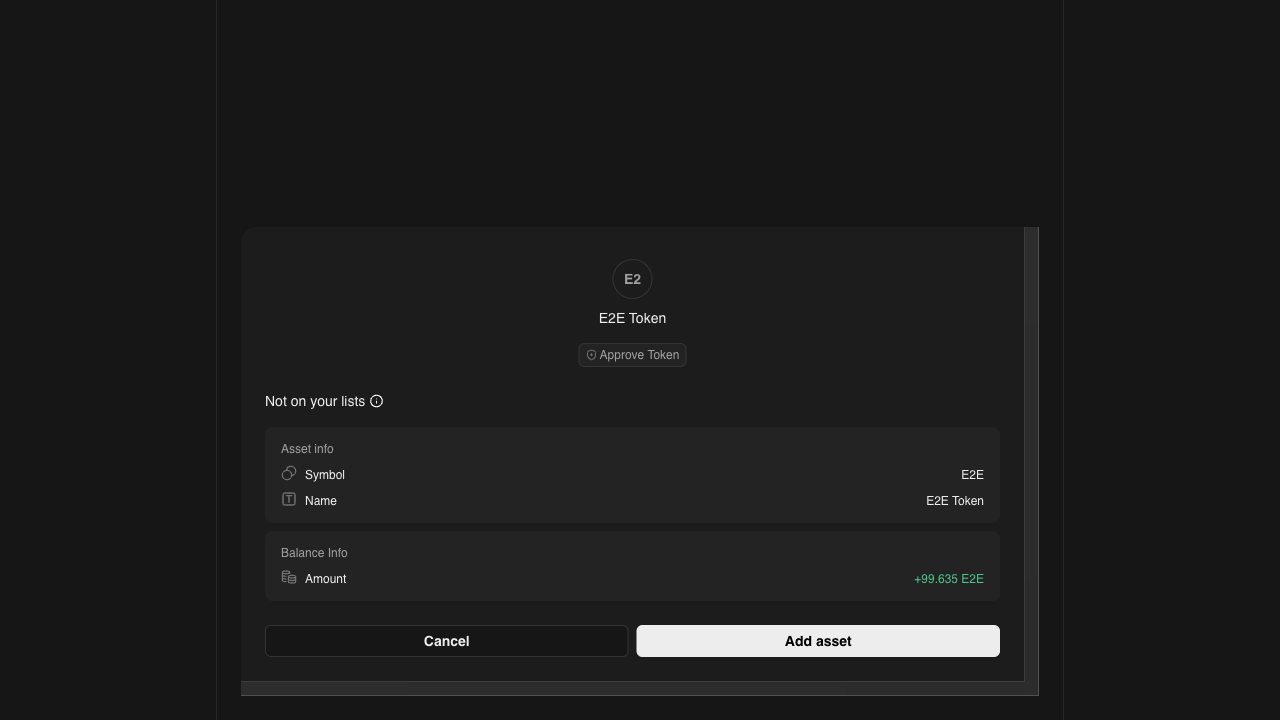 E2
E2E Token
Approve Token
Not on your lists
Asset info
Symbol E2E
Name E2E Token
Balance Info
Amount +99.635 E2E
Cancel Add asset